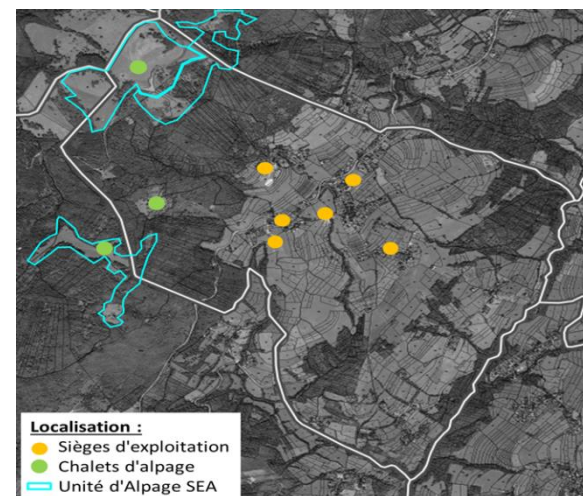 Localisation :
Sièges d'exploitation
Chalets d'alpage
Unité d'Alpage SEA